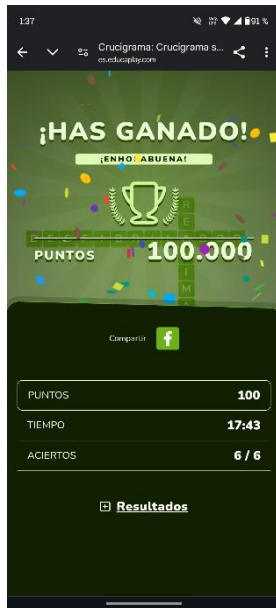 1:37
91 %
Crucigrama: Crucigrama s...
es.educaplay.com
¡HAS GANADO!
¡ENHORABUENA!
PUNTOS 100.000
Compartir
PUNTOS 100
TIEMPO 17:43
ACIERTOS 6 / 6
Resultados